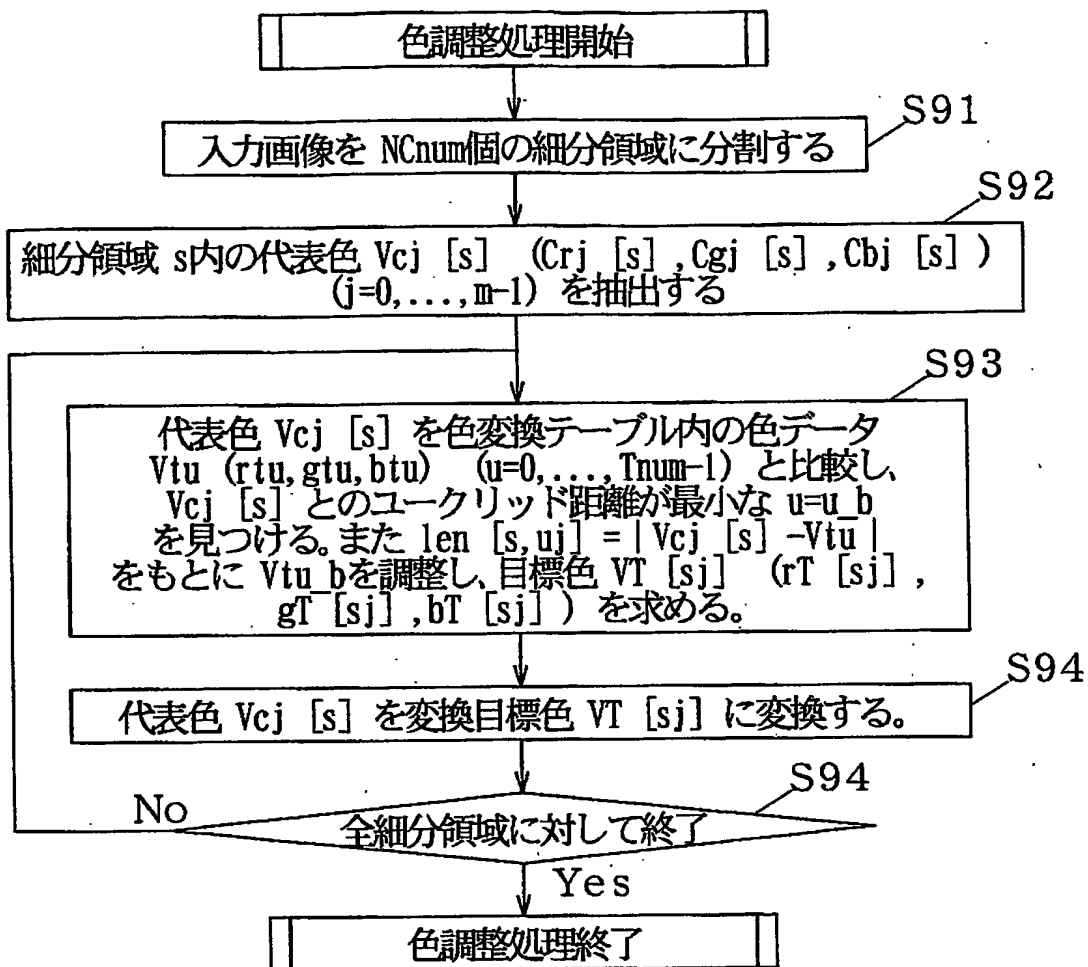 色調整処理開始
S91
入力画像を NCnum個の細分領域に分割する
S92
細分領域 s内の代表色 Vcj [s] (Crj [s] ,Cgj [s] ,Cbj [s] )
(j=0,...,m-1) を抽出する
S93
代表色 Vcj [s] を色変換テーブル内の色データ
Vtu (rtu,gtu,btu) (u=0,...,Tnum-1) と比較し、
Vcj [s] とのユークリッド距離が最小な u=u_b
を見つける。また len [s,uj] =| Vcj [s] -Vtu |
をもとに Vtu_bを調整し、目標色 VT [sj] (rT [sj] ,
gT [sj] ,bT [sj] ) を求める。
S94
代表色 Vcj [s] を変換目標色 VT [sj] に変換する。
S94
No
全細分領域に対して終了
Yes
色調整処理終了